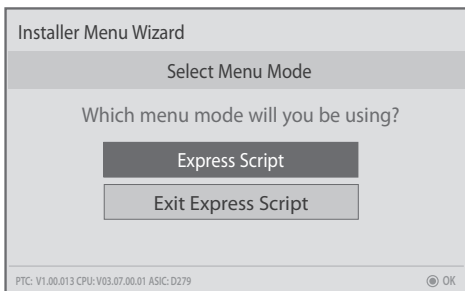 Installer Menu Wizard
Select Menu Mode
Which menu mode will you be using?
Express Script
Exit Express Script
PTC: V1.00.013 CPU: V03.07.00.01 ASIC: D279 OK